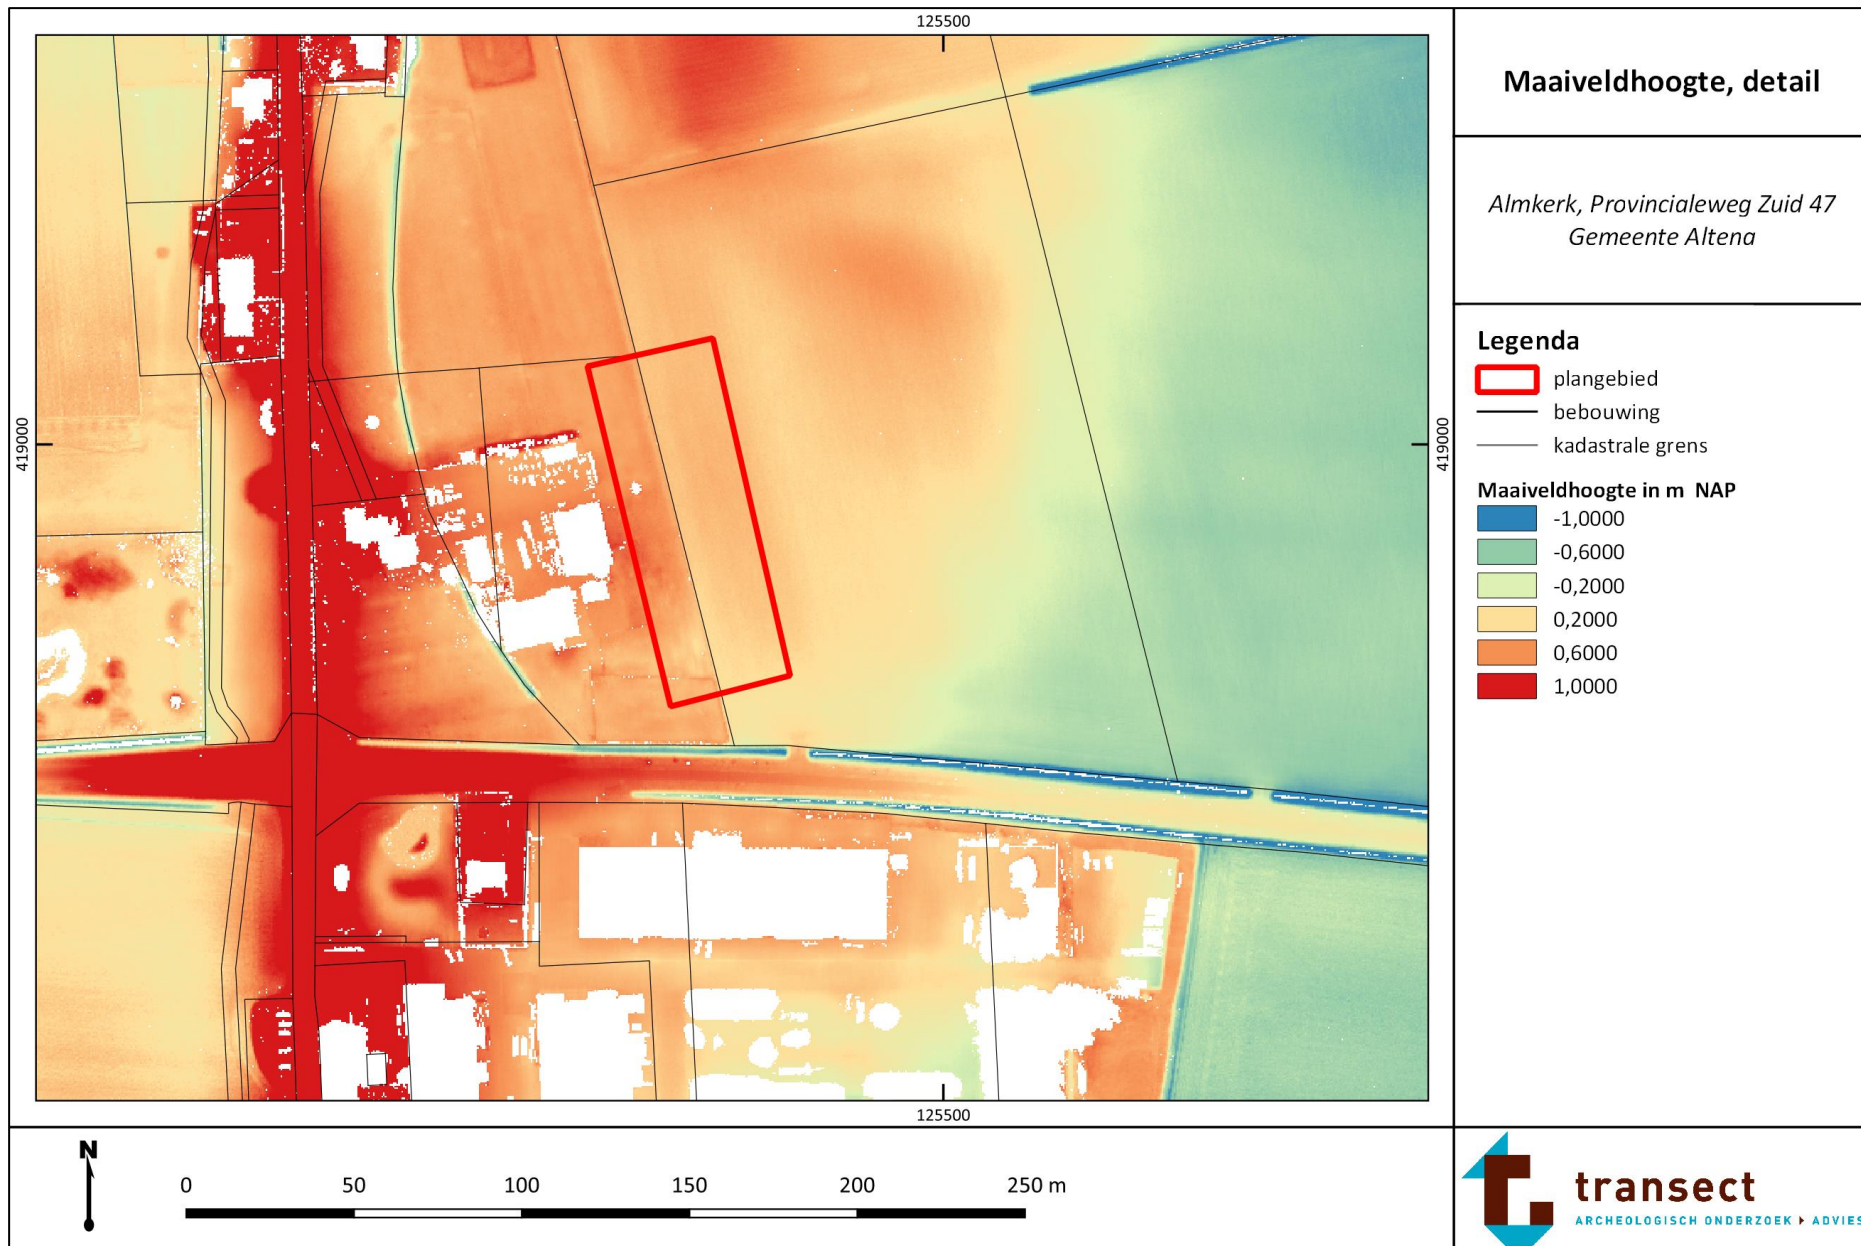 125500
Maaiveldhoogte, detail
Almkerk, Provincialeweg Zuid 47
Gemeente Altena
Legenda
plangebied
bebouwing
kadastrale grens
Maaiveldhoogte in m NAP
-1,0000
-0,6000
-0,2000
0,2000
0,6000
1,0000
419000
419000
125500
N
0 50 100 150 200 250 m
transect
ARCHEOLOGISCH ONDERZOEK ADVIES